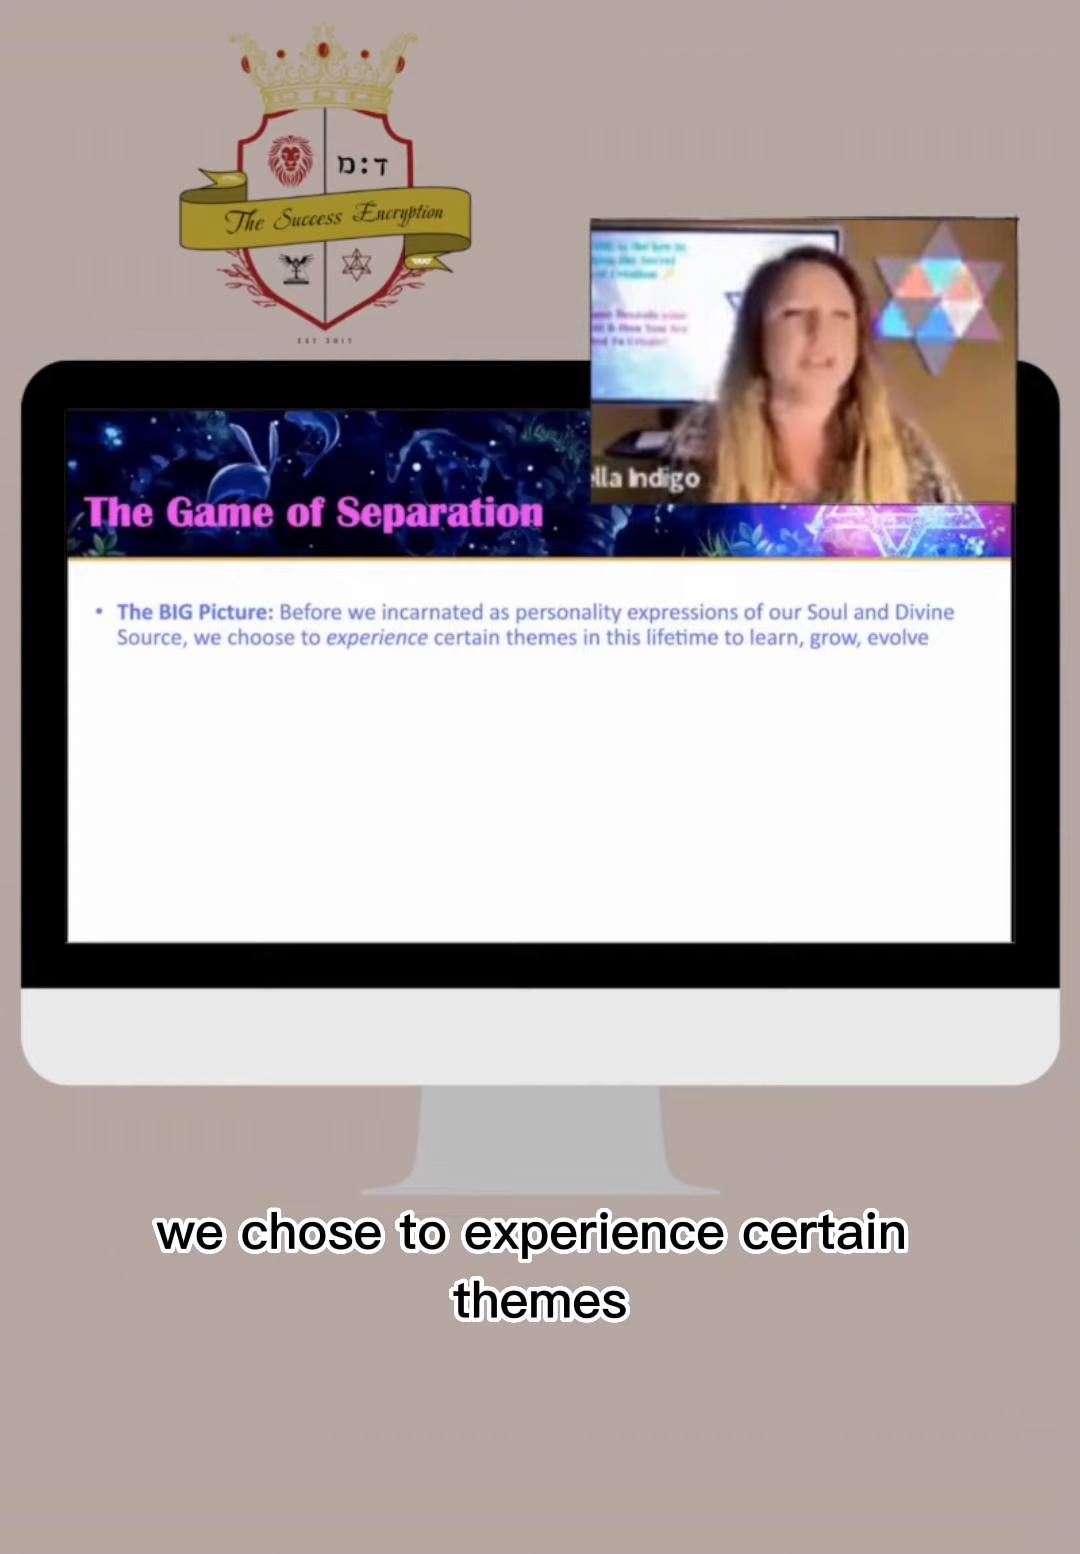 ד:מ
The Success Encryption
EST 2017
lla Indigo
The Game of Separation
• The BIG Picture: Before we incarnated as personality expressions of our Soul and Divine
Source, we choose to experience certain themes in this lifetime to learn, grow, evolve
we chose to experience certain
themes